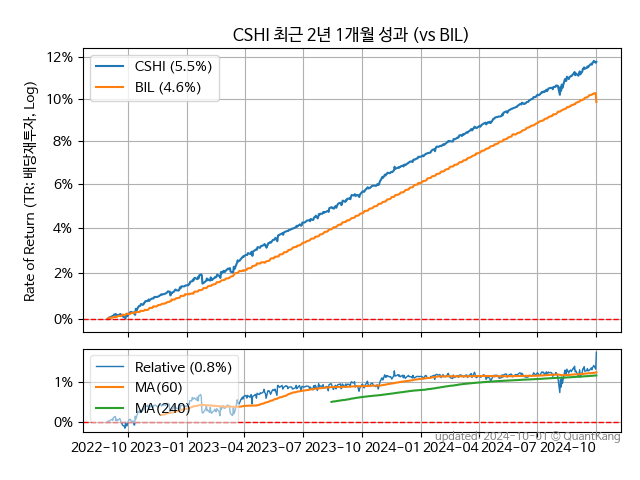 CSHI 최근 2년 1개월 성과 (vs BIL)
Rate of Return (TR: 배당재투자, Log)
12%
10%
8%
6%
4%
2%
0%
CSHI (5.5%)
BIL (4.6%)
1%
0%
Relative (0.8%)
MA(60)
MA(240)
2022-10 2023-01 2023-04 2023-07 2023-10 2024-01 2024-04 2024-07 2024-10
updated: 2024-10-01 © QuantKang